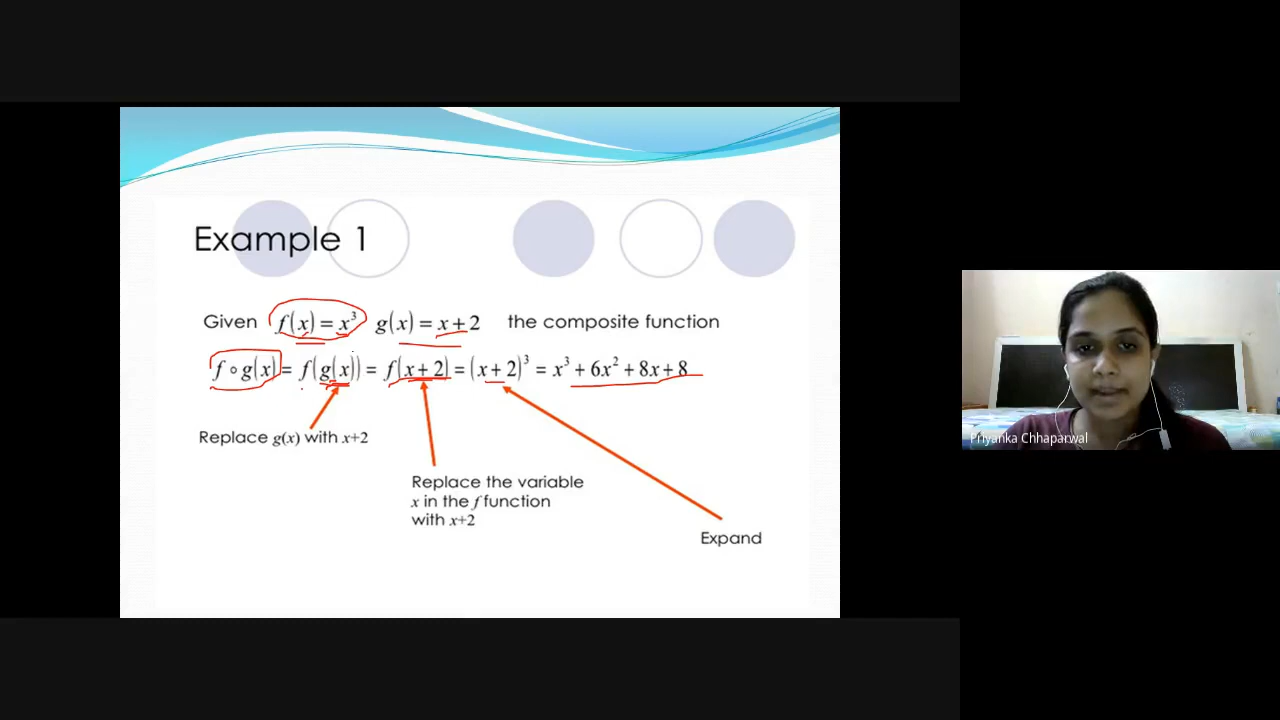 Example 1
Given f(x) = x³ g(x) = x + 2 the composite function
f ∘ g(x) = f(g(x)) = f(x + 2) = (x + 2)³ = x³ + 6x² + 8x + 8
Replace g(x) with x+2
Replace the variable
x in the f function
with x+2
Expand
Priyanka Chhaparwal